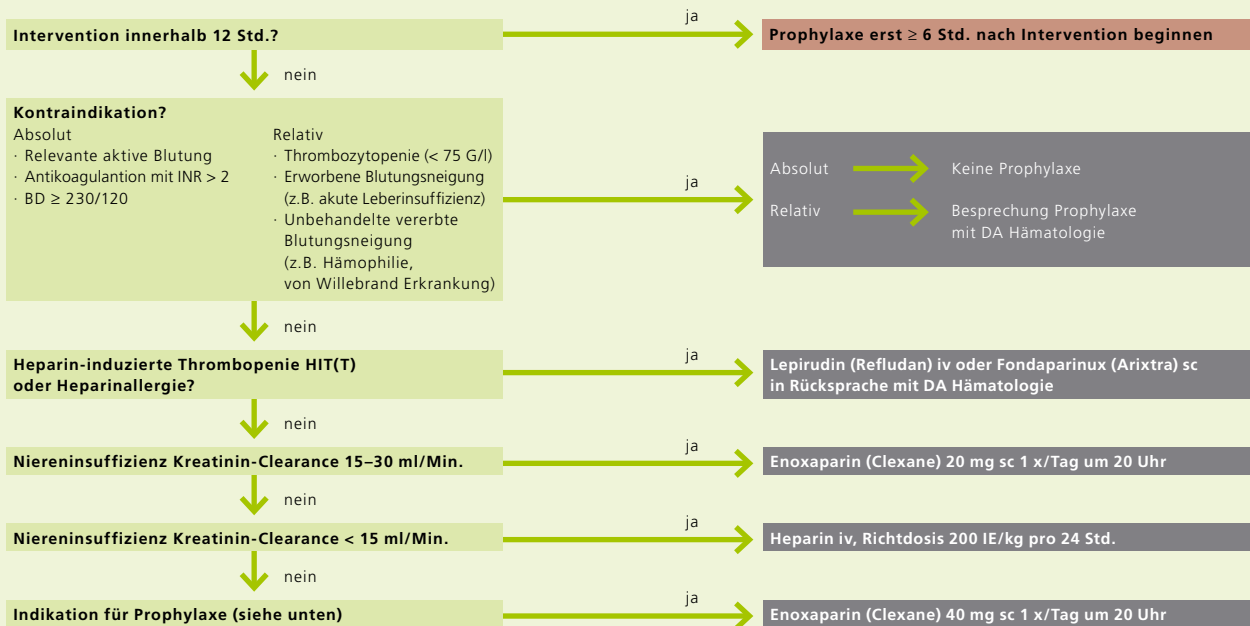 Intervention innerhalb 12 Std.?
ja
Prophylaxe erst ≥ 6 Std. nach Intervention beginnen
nein
Kontraindikation?
Absolut
· Relevante aktive Blutung
· Antikoagulantion mit INR > 2
· BD ≥ 230/120
Relativ
· Thrombozytopenie (< 75 G/l)
· Erworbene Blutungsneigung
(z.B. akute Leberinsuffizienz)
· Unbehandelte vererbte
Blutungsneigung
(z.B. Hämophilie,
von Willebrand Erkrankung)
ja
Absolut
Keine Prophylaxe
Relativ
Besprechung Prophylaxe
mit DA Hämatologie
nein
Heparin-induzierte Thrombopenie HIT(T)
oder Heparinallergie?
ja
Lepirudin (Refludan) iv oder Fondaparinux (Arixtra) sc
in Rücksprache mit DA Hämatologie
nein
Niereninsuffizienz Kreatinin-Clearance 15–30 ml/Min.
ja
Enoxaparin (Clexane) 20 mg sc 1 x/Tag um 20 Uhr
nein
Niereninsuffizienz Kreatinin-Clearance < 15 ml/Min.
ja
Heparin iv, Richtdosis 200 IE/kg pro 24 Std.
nein
Indikation für Prophylaxe (siehe unten)
ja
Enoxaparin (Clexane) 40 mg sc 1 x/Tag um 20 Uhr